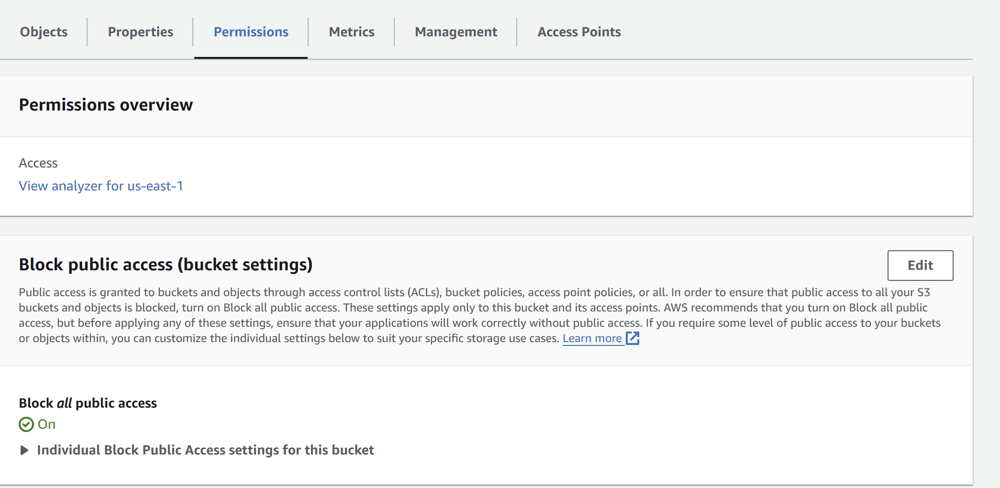 Objects
Properties
Permissions
Metrics
Management
Access Points
Permissions overview
Access
View analyzer for us-east-1
Block public access (bucket settings)
Edit
Public access is granted to buckets and objects through access control lists (ACLs), bucket policies, access point policies, or all. In order to ensure that public access to all your S3
buckets and objects is blocked, turn on Block all public access. These settings apply only to this bucket and its access points. AWS recommends that you turn on Block all public
access, but before applying any of these settings, ensure that your applications will work correctly without public access. If you require some level of public access to your buckets
or objects within, you can customize the individual settings below to suit your specific storage use cases. Learn more
Block all public access
On
Individual Block Public Access settings for this bucket